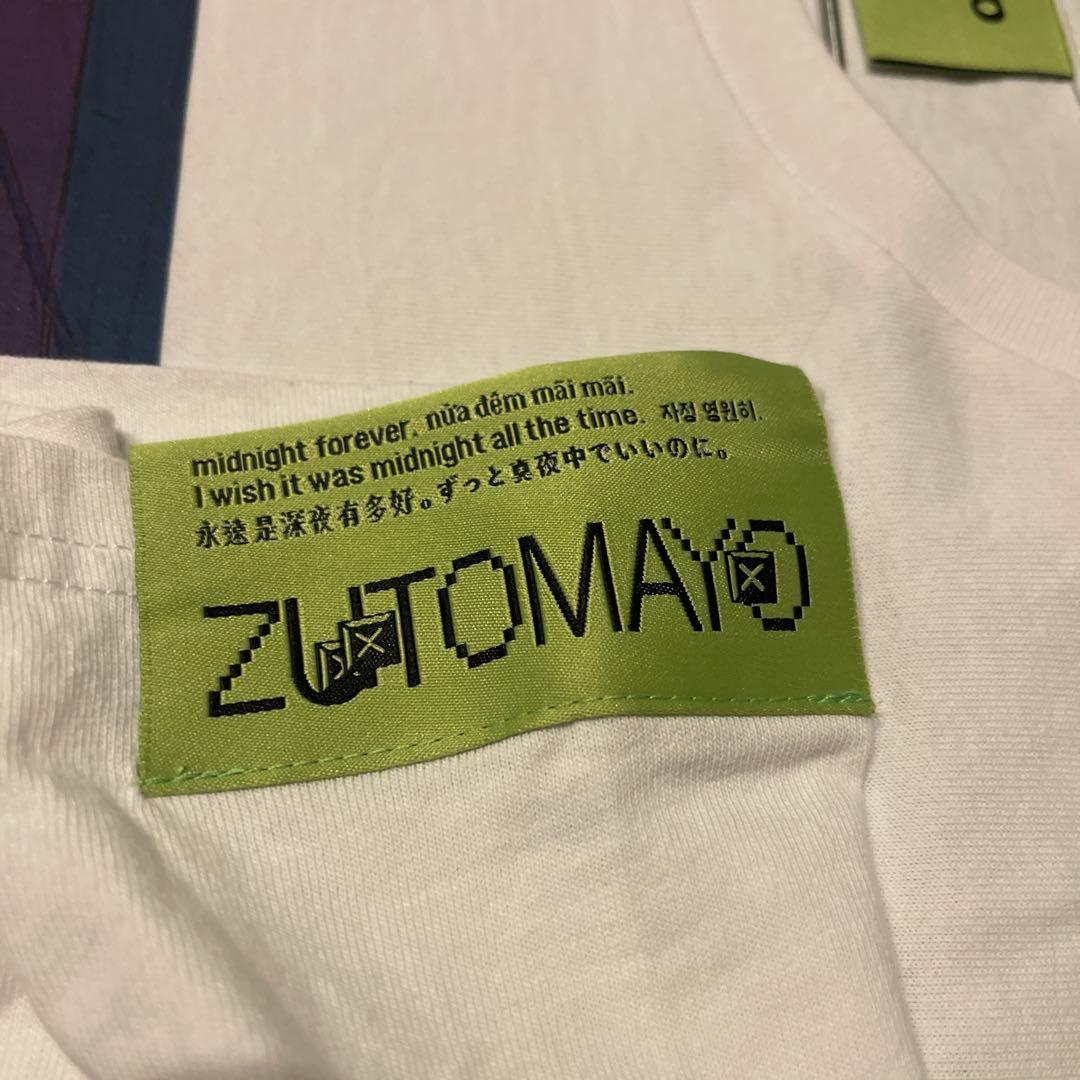 midnight forever. nửa đêm mãi mãi.
I wish it was midnight all the time. 자정 영원히.
永遠是深夜有多好。ずっと真夜中でいいのに。
ZUTOMAYO